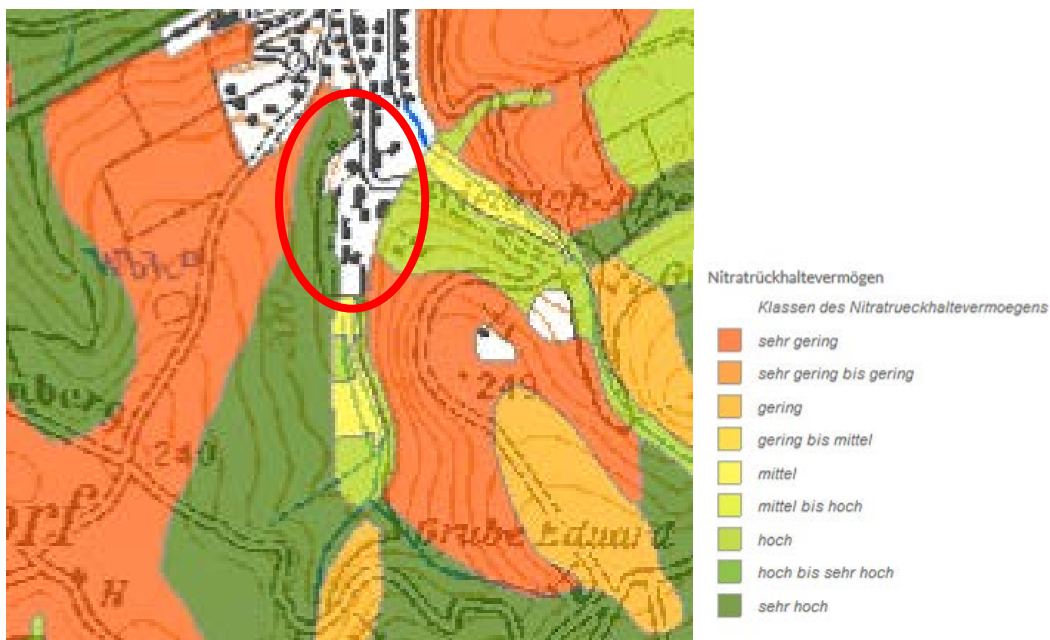 249
240
H
Grube Eduard
Nitratrückhaltevermögen
Klassen des Nitratrueckhaltevermoegens
sehr gering
sehr gering bis gering
gering
gering bis mittel
mittel
mittel bis hoch
hoch
hoch bis sehr hoch
sehr hoch